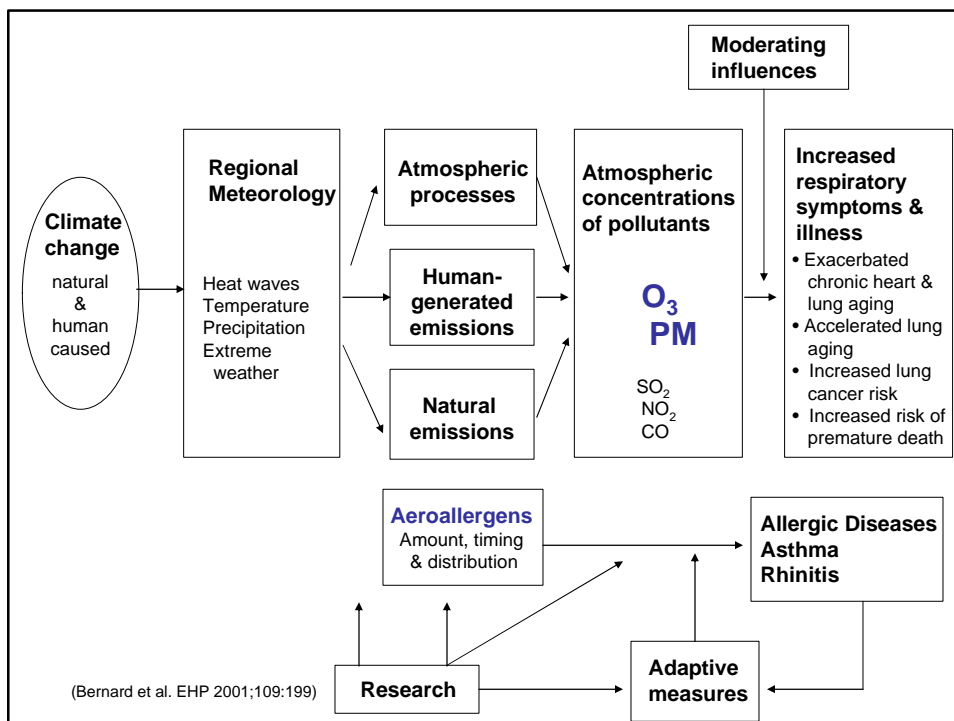 Moderating
influences
Climate
change
natural
&
human
caused
Regional
Meteorology
Heat waves
Temperature
Precipitation
Extreme
weather
Atmospheric
processes
Human-
generated
emissions
Natural
emissions
Atmospheric
concentrations
of pollutants
O₃
PM
SO₂
NO₂
CO
Increased
respiratory
symptoms &
illness
• Exacerbated
chronic heart &
lung aging
• Accelerated lung
aging
• Increased lung
cancer risk
• Increased risk of
premature death
Aeroallergens
Amount, timing
& distribution
Allergic Diseases
Asthma
Rhinitis
(Bernard et al. EHP 2001;109:199)
Research
Adaptive
measures